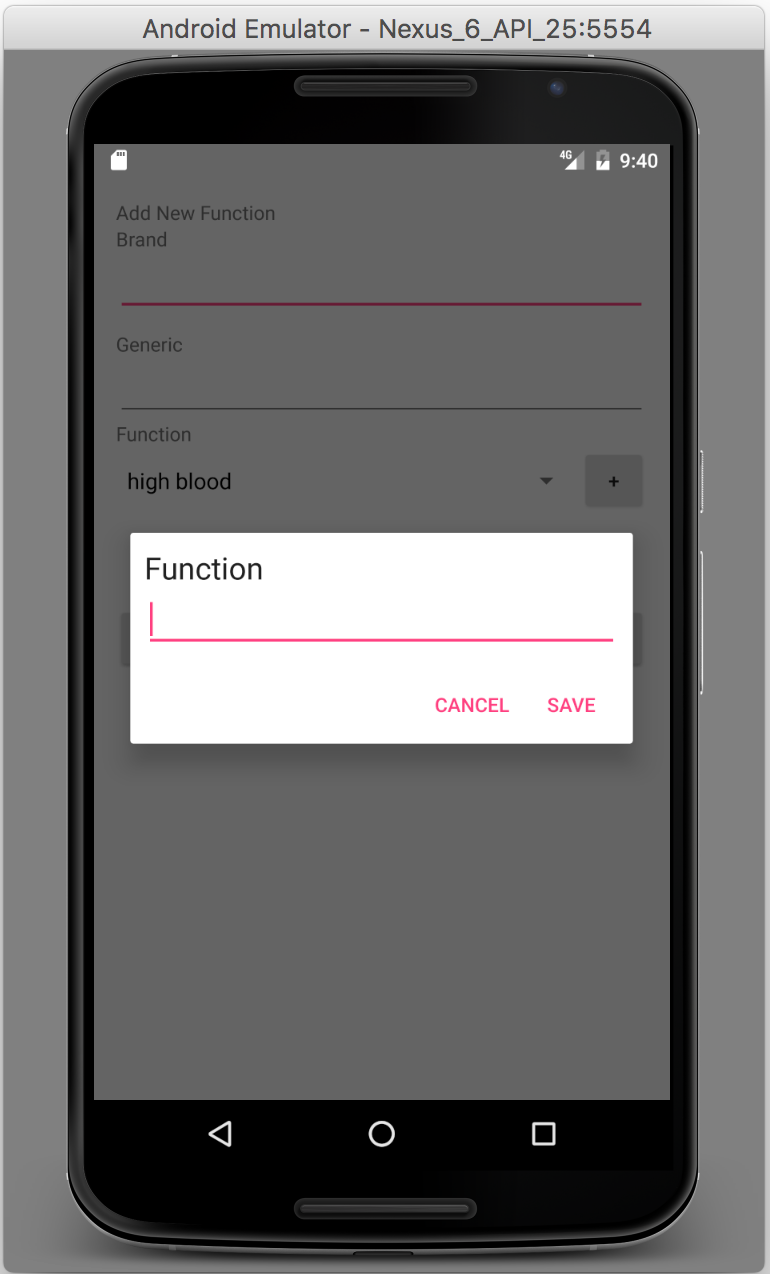 Android Emulator - Nexus_6_API_25:5554
4G 9:40
Add New Function
Brand
Generic
Function
high blood
+
Function
CANCEL SAVE